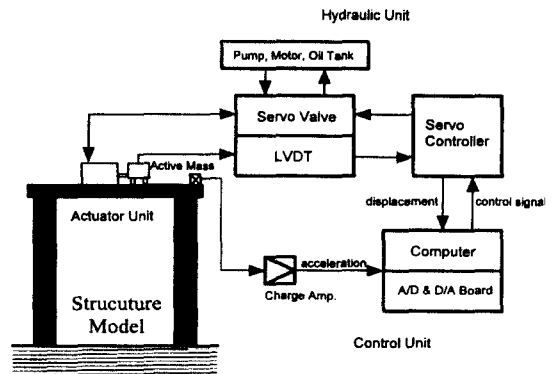 Hydraulic Unit
Pump, Motor, Oil Tank
Servo Valve
LVDT
Servo
Controller
Active Mass
Actuator Unit
displacement
control signal
Computer
A/D & D/A Board
acceleration
Charge Amp.
Strucuture
Model
Control Unit